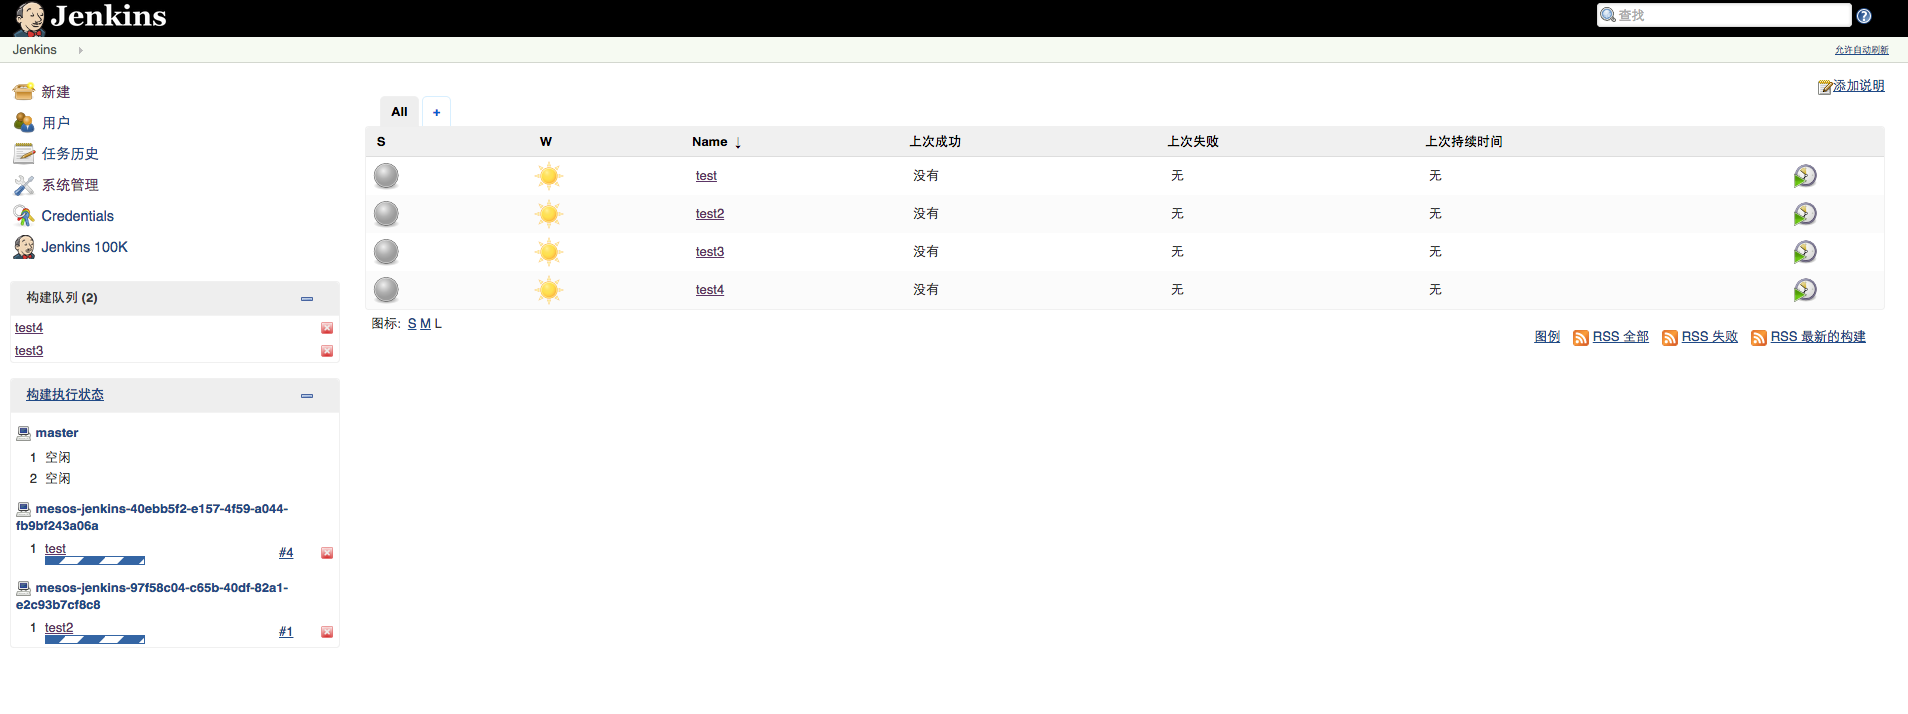 Jenkins
查找
Jenkins
允许自动刷新
新建
用户
任务历史
系统管理
Credentials
Jenkins 100K
构建队列 (2)
test4
test3
构建执行状态
master
1 空闲
2 空闲
mesos-jenkins-40ebb5f2-e157-4f59-a044-
fb9bf243a06a
1 test #4
mesos-jenkins-97f58c04-c65b-40df-82a1-
e2c93b7cf8c8
1 test2 #1
添加说明
All +
S W Name ↓ 上次成功 上次失败 上次持续时间
test 没有 无 无
test2 没有 无 无
test3 没有 无 无
test4 没有 无 无
图标: S M L
图例 RSS 全部 RSS 失败 RSS 最新的构建